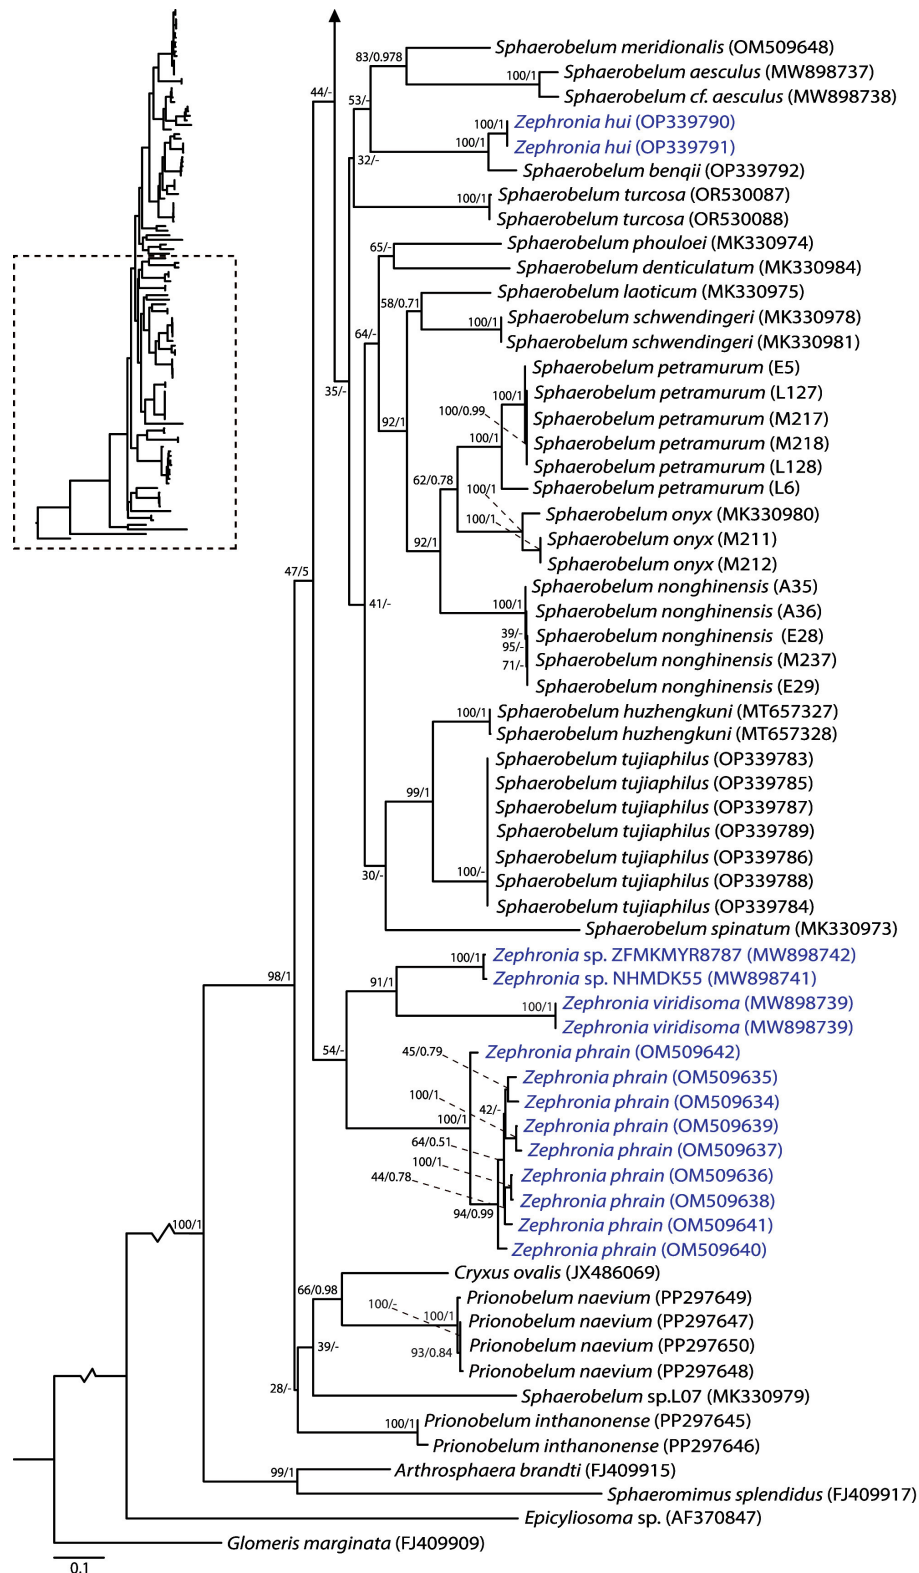 44/-
83/0.978
Sphaerobelum meridionalis (OM509648)
100/1
Sphaerobelum aesculus (MW898737)
Sphaerobelum cf. aesculus (MW898738)
53/-
100/1
Zephronia hui (OP339790)
Zephronia hui (OP339791)
100/1
32/-
Sphaerobelum benqii (OP339792)
100/1
Sphaerobelum turcosa (OR530087)
Sphaerobelum turcosa (OR530088)
65/-
Sphaerobelum phouloei (MK330974)
Sphaerobelum denticulatum (MK330984)
58/0.71
Sphaerobelum laoticum (MK330975)
100/1
Sphaerobelum schwendingeri (MK330978)
64/-
Sphaerobelum schwendingeri (MK330981)
Sphaerobelum petramurum (E5)
35/-
100/1
Sphaerobelum petramurum (L127)
100/0.99
Sphaerobelum petramurum (M217)
92/1
100/1
Sphaerobelum petramurum (M218)
Sphaerobelum petramurum (L128)
62/0.78
100/1
Sphaerobelum petramurum (L6)
100/1
Sphaerobelum onyx (MK330980)
92/1
Sphaerobelum onyx (M211)
Sphaerobelum onyx (M212)
47/5
Sphaerobelum nonghinensis (A35)
41/-
100/1
Sphaerobelum nonghinensis (A36)
39/-
Sphaerobelum nonghinensis (E28)
95/-
71/-
Sphaerobelum nonghinensis (M237)
Sphaerobelum nonghinensis (E29)
100/1
Sphaerobelum huzhengkuni (MT657327)
Sphaerobelum huzhengkuni (MT657328)
Sphaerobelum tujiaphilus (OP339783)
Sphaerobelum tujiaphilus (OP339785)
99/1
Sphaerobelum tujiaphilus (OP339787)
Sphaerobelum tujiaphilus (OP339789)
Sphaerobelum tujiaphilus (OP339786)
30/-
100/-
Sphaerobelum tujiaphilus (OP339788)
Sphaerobelum tujiaphilus (OP339784)
Sphaerobelum spinatum (MK330973)
98/1
100/1
Zephronia sp. ZFMKMYR8787 (MW898742)
91/1
Zephronia sp. NHMDK55 (MW898741)
100/1
Zephronia viridisoma (MW898739)
Zephronia viridisoma (MW898739)
54/-
45/0.79
Zephronia phrain (OM509642)
Zephronia phrain (OM509635)
100/1
Zephronia phrain (OM509634)
42/-
100/1
Zephronia phrain (OM509639)
64/0.51
Zephronia phrain (OM509637)
100/1
44/0.78
Zephronia phrain (OM509636)
Zephronia phrain (OM509638)
94/0.99
Zephronia phrain (OM509641)
100/1
Zephronia phrain (OM509640)
Cryxus ovalis (JX486069)
66/0.98
100/-
Prionobelum naevium (PP297649)
100/1
Prionobelum naevium (PP297647)
39/-
93/0.84
Prionobelum naevium (PP297650)
Prionobelum naevium (PP297648)
28/-
Sphaerobelum sp.L07 (MK330979)
100/1
Prionobelum inthanonense (PP297645)
Prionobelum inthanonense (PP297646)
99/1
Arthrosphaera brandti (FJ409915)
Sphaeromimus splendidus (FJ409917)
Epicyliosoma sp. (AF370847)
Glomeris marginata (FJ409909)
0.1